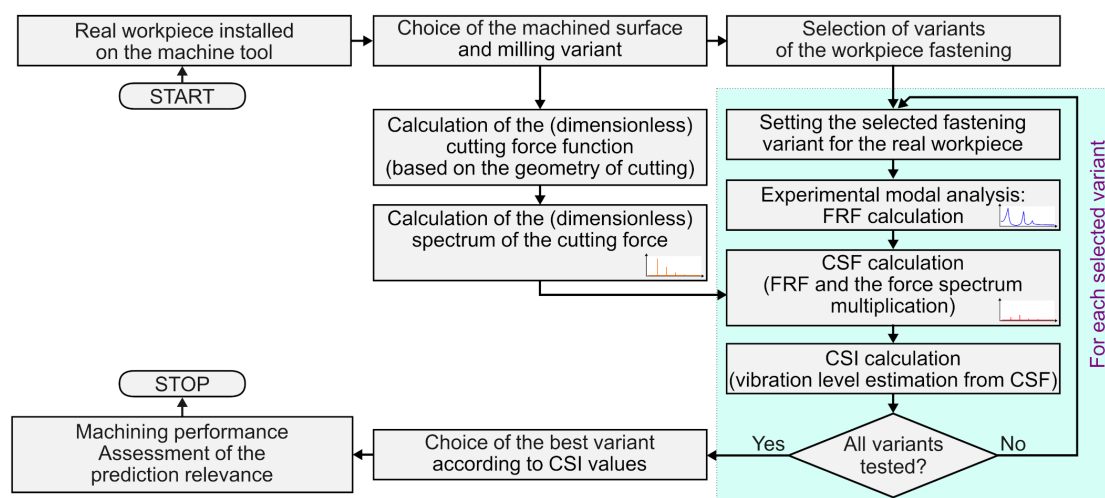 Real workpiece installed
on the machine tool
START
Choice of the machined surface
and milling variant
Selection of variants
of the workpiece fastening
Calculation of the (dimensionless)
cutting force function
(based on the geometry of cutting)
Calculation of the (dimensionless)
spectrum of the cutting force
Setting the selected fastening
variant for the real workpiece
Experimental modal analysis:
FRF calculation
CSF calculation
(FRF and the force spectrum
multiplication)
CSI calculation
(vibration level estimation from CSF)
All variants
tested?
Yes
No
For each selected variant
Choice of the best variant
according to CSI values
Machining performance
Assessment of the
prediction relevance
STOP